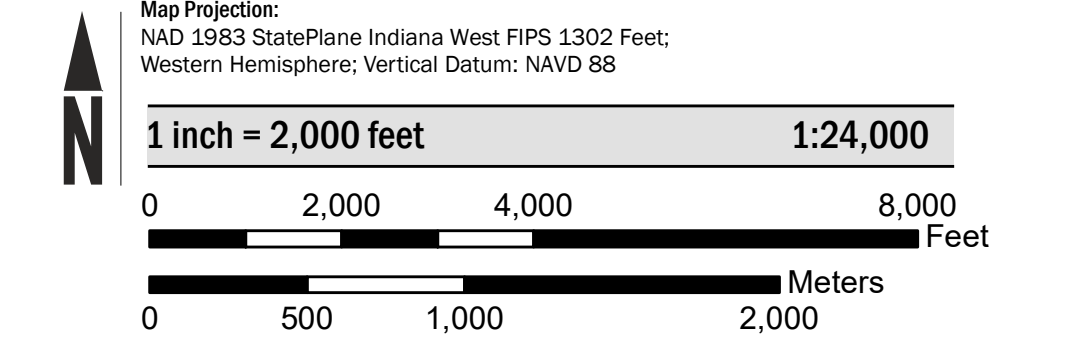 Map Projection:
NAD 1983 StatePlane Indiana West FIPS 1302 Feet;
Western Hemisphere; Vertical Datum: NAVD 88
N
1 inch = 2,000 feet 1:24,000
0 2,000 4,000 8,000
Feet
Meters
0 500 1,000 2,000